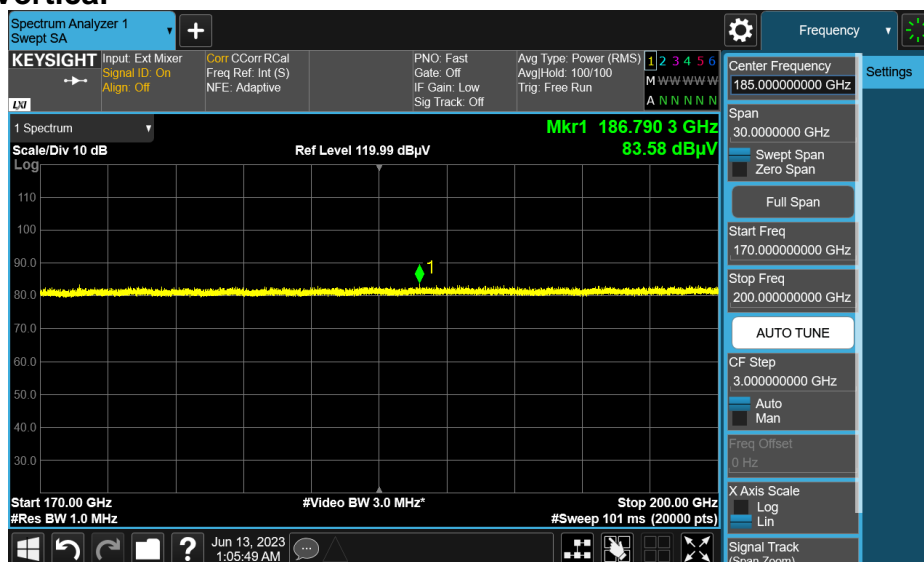 Vertical
Spectrum Analyzer 1
Swept SA
Frequency
KEYSIGHT
Input: Ext Mixer
Signal ID: On
Align: Off
Corr CCorr RCal
Freq Ref: Int (S)
NFE: Adaptive
PNO: Fast
Gate: Off
IF Gain: Low
Sig Track: Off
Avg Type: Power (RMS)
Avg|Hold: 100/100
Trig: Free Run
1 2 3 4 5 6
M W W W W W
A N N N N N
LXI
1 Spectrum
Scale/Div 10 dB
Ref Level 119.99 dBµV
Mkr1 186.790 3 GHz
83.58 dBµV
Log
110
100
90.0
80.0
70.0
60.0
50.0
40.0
30.0
1
Start 170.00 GHz
#Res BW 1.0 MHz
#Video BW 3.0 MHz*
Stop 200.00 GHz
#Sweep 101 ms (20000 pts)
Jun 13, 2023
1:05:49 AM
Center Frequency
185.000000000 GHz
Span
30.0000000 GHz
Swept Span
Zero Span
Full Span
Start Freq
170.000000000 GHz
Stop Freq
200.000000000 GHz
AUTO TUNE
CF Step
3.000000000 GHz
Auto
Man
Freq Offset
0 Hz
X Axis Scale
Log
Lin
Signal Track
(Span Zoom)
Settings